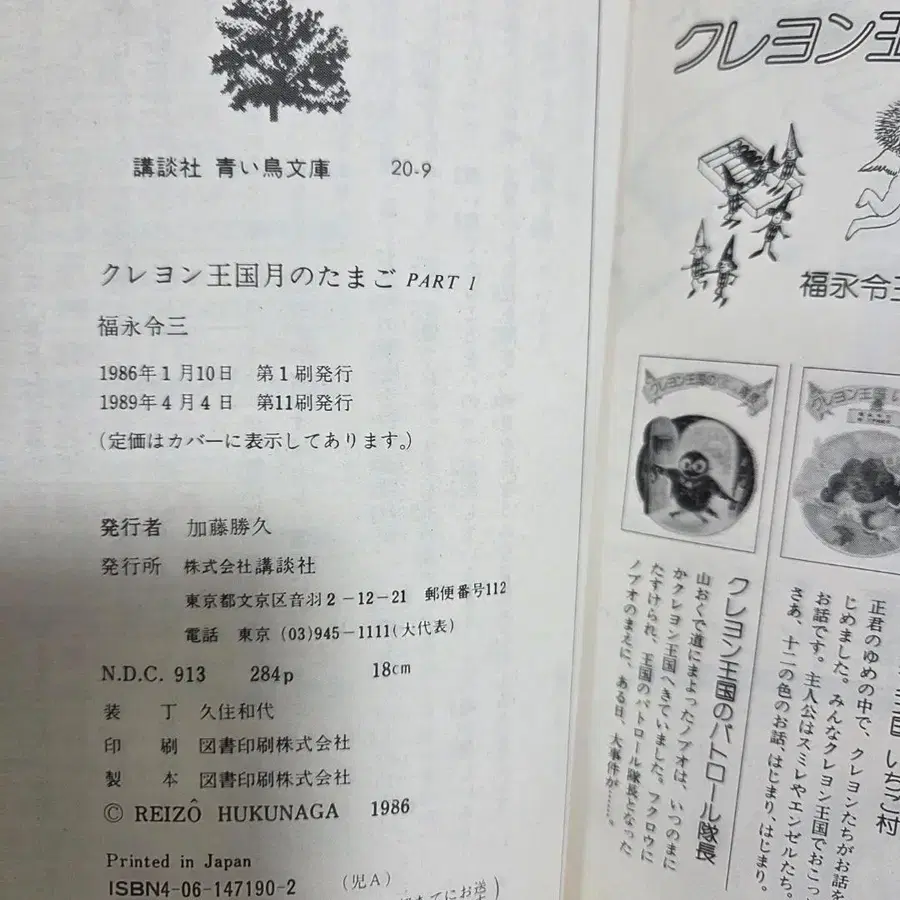 講談社 青い鳥文庫 20-9
クレヨン王国月のたまご PART 1
福永令三
1986年1月10日 第1刷発行
1989年4月4日 第11刷発行
(定価はカバーに表示してあります。)
発行者 加藤勝久
発行所 株式会社講談社
東京都文京区音羽2-12-21 郵便番号112
電話 東京 (03)945-1111(大代表)
N.D.C. 913 284p 18cm
装 丁 久住和代
印 刷 図書印刷株式会社
製 本 図書印刷株式会社
© REIZÔ HUKUNAGA 1986
Printed in Japan
ISBN4-06-147190-2 (児A)
クレヨン王
福永令三
クレヨン王国の
クレヨン王国
正君のゆめの中で、クレヨンたちがお話を
じめました。みんなクレヨン王国でおこっ
お話です。主人公はスミレやエンゼルたち。
さあ、十二の色のお話、はじまり、はじまり。
いちご村
クレヨン王国のパトロール隊長
山おくで道にまよったノブオは、いつのまに
かクレヨン王国へきていました。フクロウに
たすけられ、王国のパトロール隊長となった
ノブオのまえに、ある日、大事件が……。